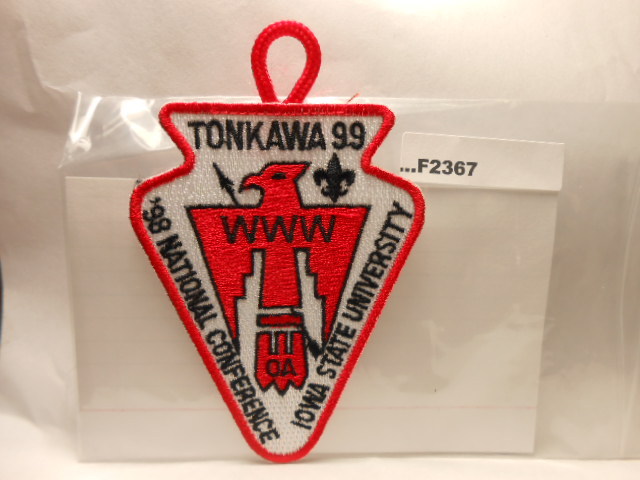 TONKAWA 99
...F2367
WWW
'98 NATIONAL CONFERENCE
IOWA STATE UNIVERSITY
OA